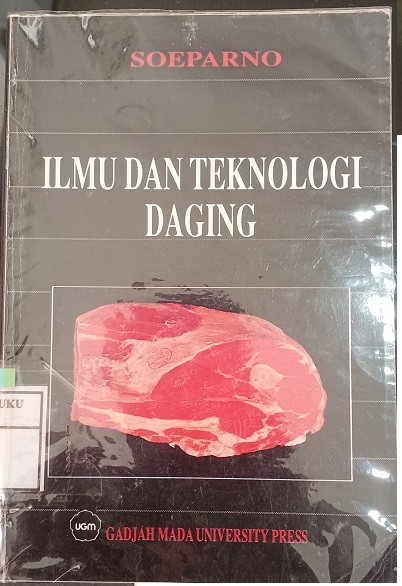 SOEPARNO
ILMU DAN TEKNOLOGI
DAGING
UKU
UGM
GADJAH MADA UNIVERSITY PRESS